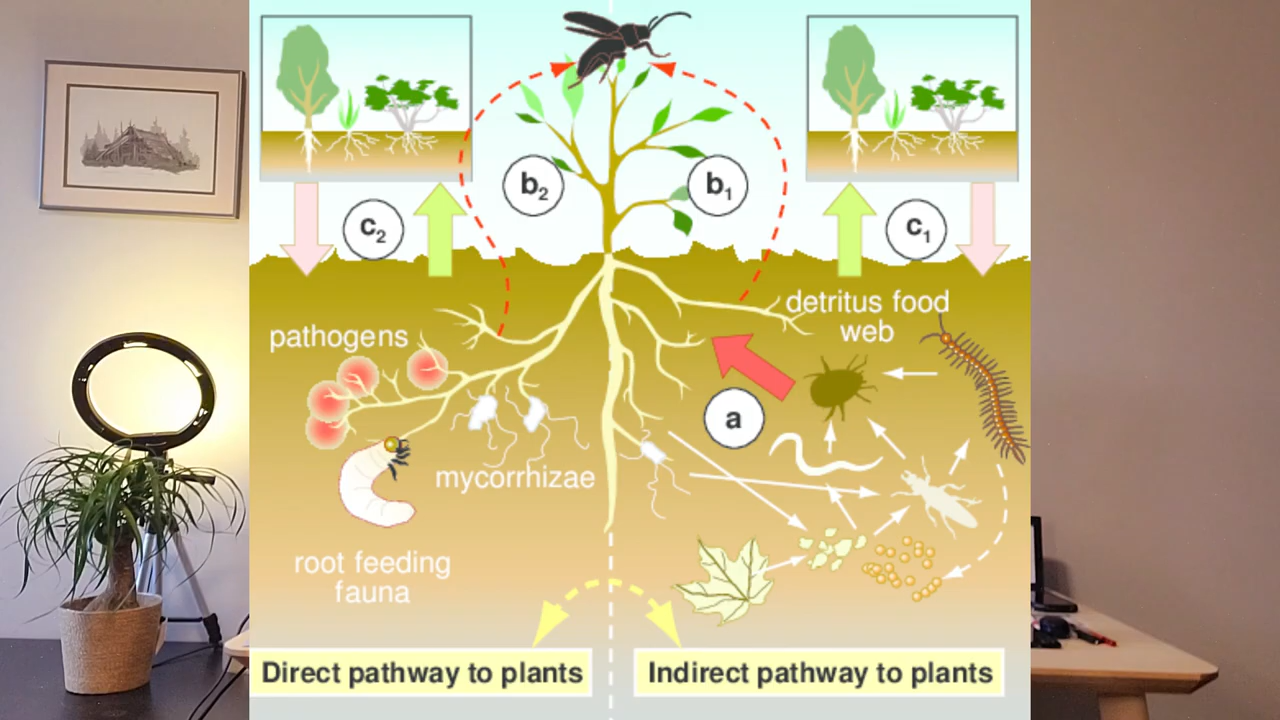 b2
b1
c2
c1
detritus food
web
pathogens
a
mycorrhizae
root feeding
fauna
Direct pathway to plants
Indirect pathway to plants